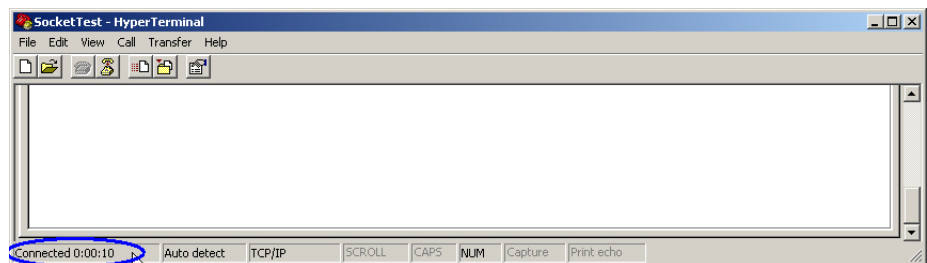 SocketTest - HyperTerminal
File Edit View Call Transfer Help
Connected 0:00:10 Auto detect TCP/IP SCROLL CAPS NUM Capture Print echo